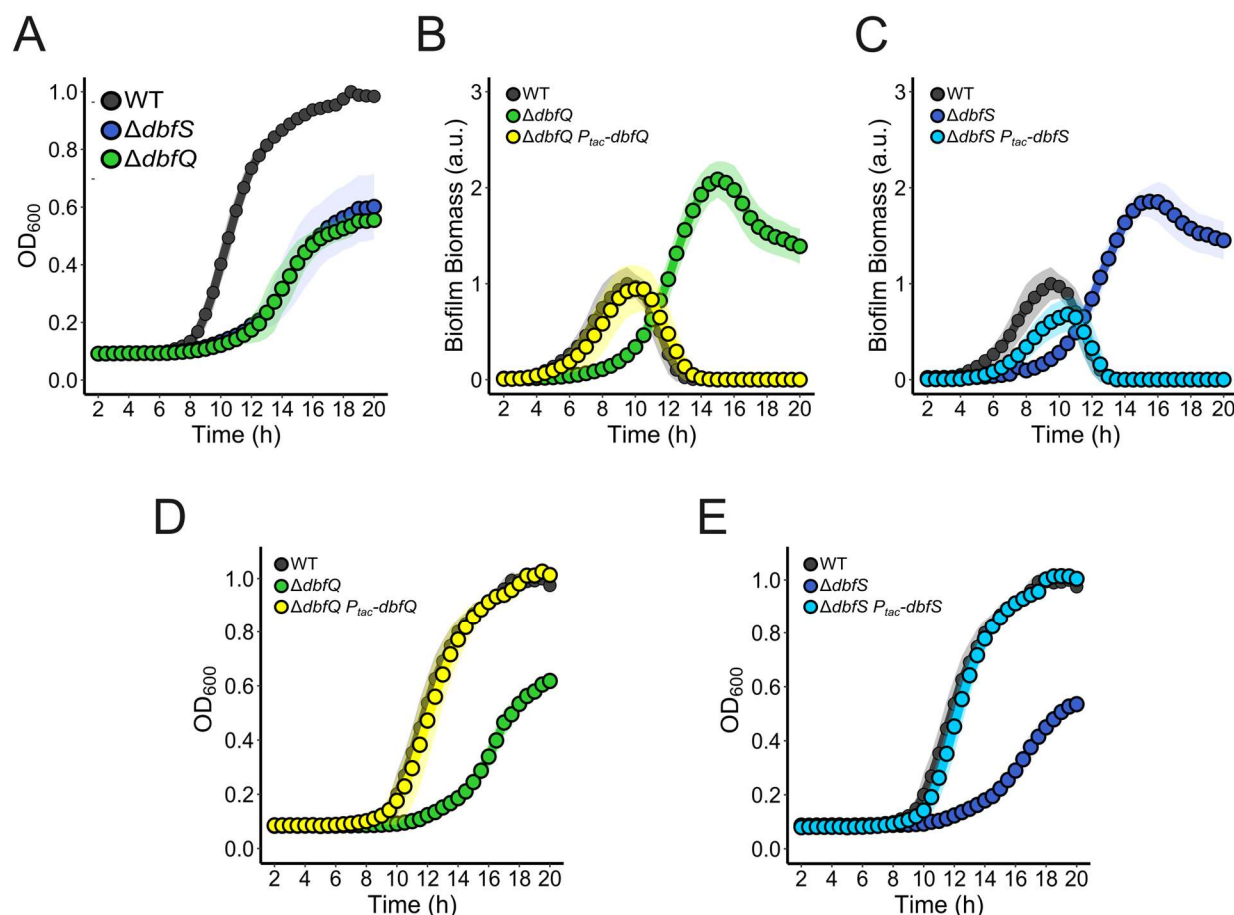 A
WT
ΔdbfS
ΔdbfQ
OD600
1.0
0.8
0.6
0.4
0.2
0.0
2 4 6 8 10 12 14 16 18 20
Time (h)
B
WT
ΔdbfQ
ΔdbfQ Ptac-dbfQ
Biofilm Biomass (a.u.)
3
2
1
0
2 4 6 8 10 12 14 16 18 20
Time (h)
C
WT
ΔdbfS
ΔdbfS Ptac-dbfS
Biofilm Biomass (a.u.)
3
2
1
0
2 4 6 8 10 12 14 16 18 20
Time (h)
D
WT
ΔdbfQ
ΔdbfQ Ptac-dbfQ
OD600
1.0
0.8
0.6
0.4
0.2
0.0
2 4 6 8 10 12 14 16 18 20
Time (h)
E
WT
ΔdbfS
ΔdbfS Ptac-dbfS
OD600
1.0
0.8
0.6
0.4
0.2
0.0
2 4 6 8 10 12 14 16 18 20
Time (h)